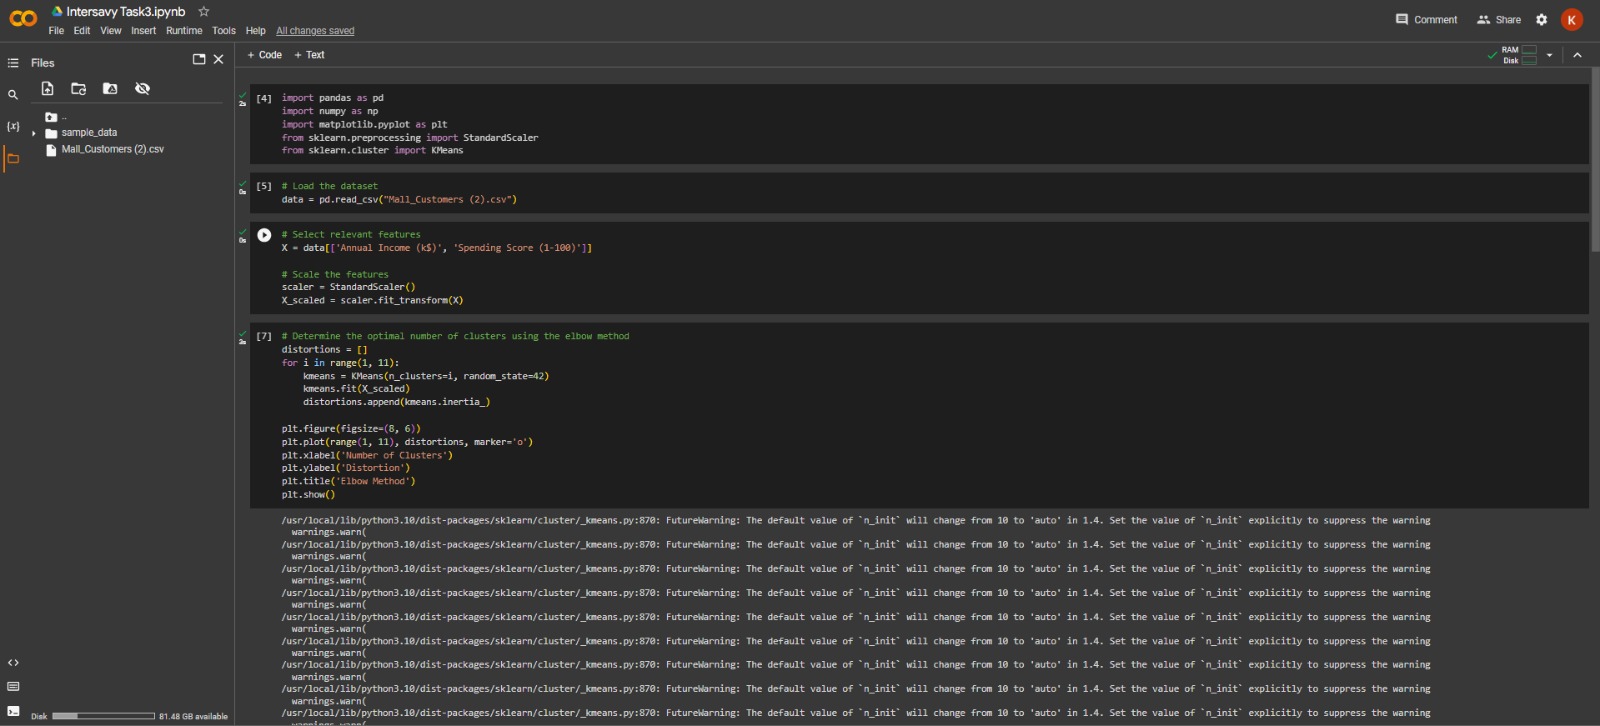 Intersavy Task3.ipynb
File Edit View Insert Runtime Tools Help All changes saved
Comment Share K
Files
+ Code + Text
RAM
Disk
..
sample_data
Mall_Customers (2).csv
{x}
2s
[4] import pandas as pd
import numpy as np
import matplotlib.pyplot as plt
from sklearn.preprocessing import StandardScaler
from sklearn.cluster import KMeans
0s
[5] # Load the dataset
data = pd.read_csv("Mall_Customers (2).csv")
0s
# Select relevant features
X = data[['Annual Income (k$)', 'Spending Score (1-100)']]
# Scale the features
scaler = StandardScaler()
X_scaled = scaler.fit_transform(X)
[7] # Determine the optimal number of clusters using the elbow method
distortions = []
for i in range(1, 11):
kmeans = KMeans(n_clusters=i, random_state=42)
kmeans.fit(X_scaled)
distortions.append(kmeans.inertia_)
plt.figure(figsize=(8, 6))
plt.plot(range(1, 11), distortions, marker='o')
plt.xlabel('Number of Clusters')
plt.ylabel('Distortion')
plt.title('Elbow Method')
plt.show()
/usr/local/lib/python3.10/dist-packages/sklearn/cluster/_kmeans.py:870: FutureWarning: The default value of `n_init` will change from 10 to 'auto' in 1.4. Set the value of `n_init` explicitly to suppress the warning
warnings.warn(
/usr/local/lib/python3.10/dist-packages/sklearn/cluster/_kmeans.py:870: FutureWarning: The default value of `n_init` will change from 10 to 'auto' in 1.4. Set the value of `n_init` explicitly to suppress the warning
warnings.warn(
/usr/local/lib/python3.10/dist-packages/sklearn/cluster/_kmeans.py:870: FutureWarning: The default value of `n_init` will change from 10 to 'auto' in 1.4. Set the value of `n_init` explicitly to suppress the warning
warnings.warn(
/usr/local/lib/python3.10/dist-packages/sklearn/cluster/_kmeans.py:870: FutureWarning: The default value of `n_init` will change from 10 to 'auto' in 1.4. Set the value of `n_init` explicitly to suppress the warning
warnings.warn(
/usr/local/lib/python3.10/dist-packages/sklearn/cluster/_kmeans.py:870: FutureWarning: The default value of `n_init` will change from 10 to 'auto' in 1.4. Set the value of `n_init` explicitly to suppress the warning
warnings.warn(
/usr/local/lib/python3.10/dist-packages/sklearn/cluster/_kmeans.py:870: FutureWarning: The default value of `n_init` will change from 10 to 'auto' in 1.4. Set the value of `n_init` explicitly to suppress the warning
warnings.warn(
/usr/local/lib/python3.10/dist-packages/sklearn/cluster/_kmeans.py:870: FutureWarning: The default value of `n_init` will change from 10 to 'auto' in 1.4. Set the value of `n_init` explicitly to suppress the warning
warnings.warn(
/usr/local/lib/python3.10/dist-packages/sklearn/cluster/_kmeans.py:870: FutureWarning: The default value of `n_init` will change from 10 to 'auto' in 1.4. Set the value of `n_init` explicitly to suppress the warning
warnings.warn(
/usr/local/lib/python3.10/dist-packages/sklearn/cluster/_kmeans.py:870: FutureWarning: The default value of `n_init` will change from 10 to 'auto' in 1.4. Set the value of `n_init` explicitly to suppress the warning
Disk 81.48 GB available